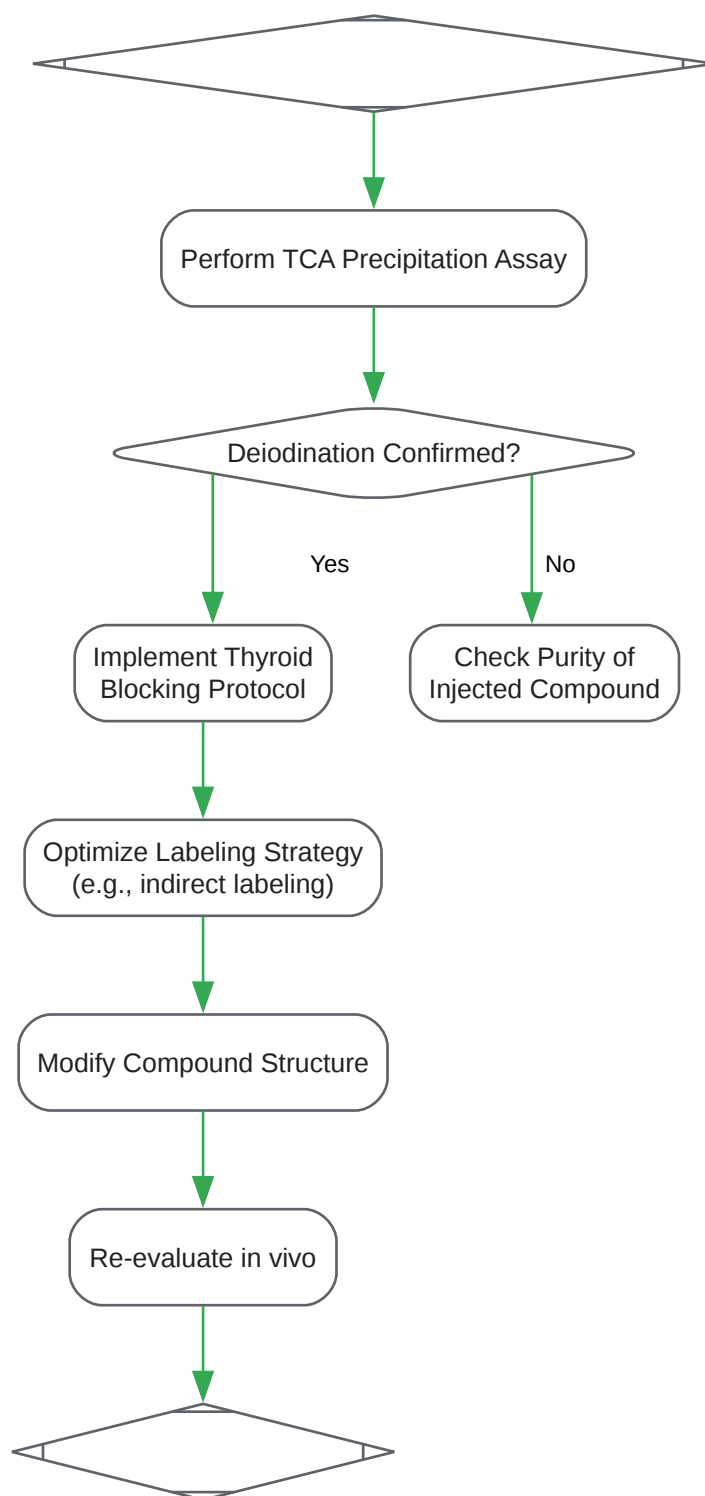 Perform TCA Precipitation Assay
Deiodination Confirmed?
Yes
No
Implement Thyroid
Blocking Protocol
Check Purity of
Injected Compound
Optimize Labeling Strategy
(e.g., indirect labeling)
Modify Compound Structure
Re-evaluate in vivo